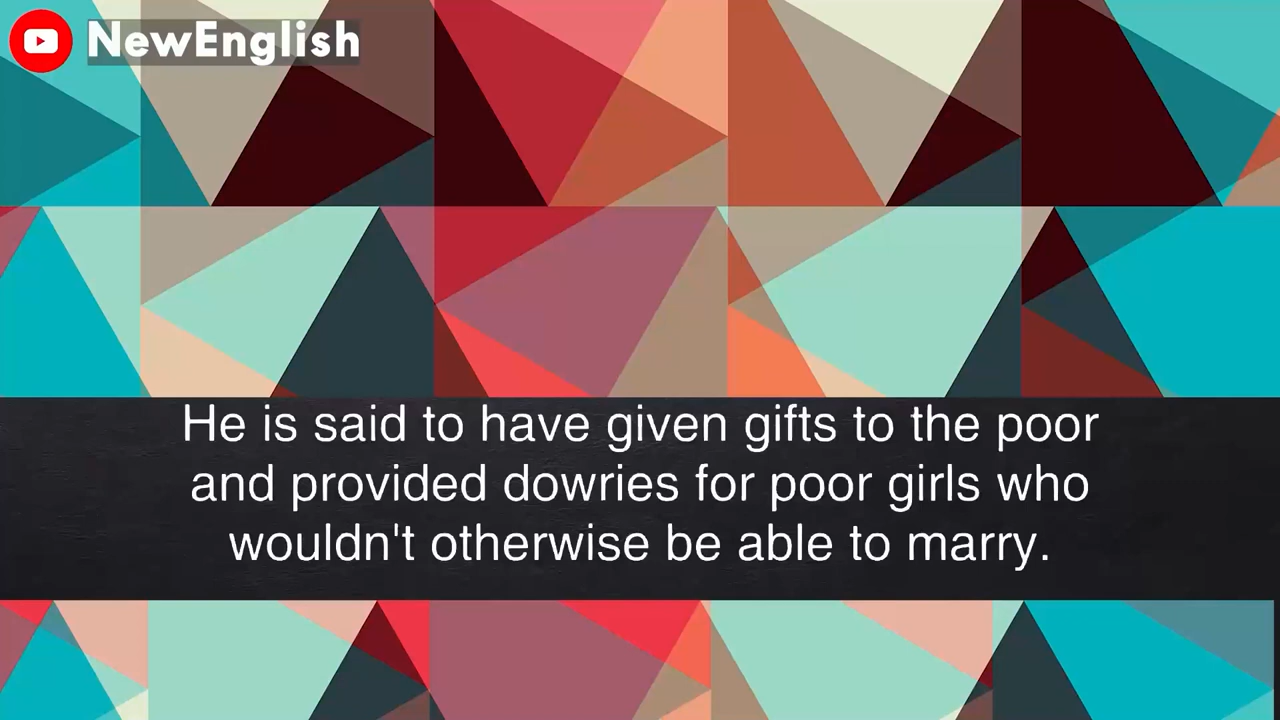 NewEnglish
He is said to have given gifts to the poor
and provided dowries for poor girls who
wouldn't otherwise be able to marry.